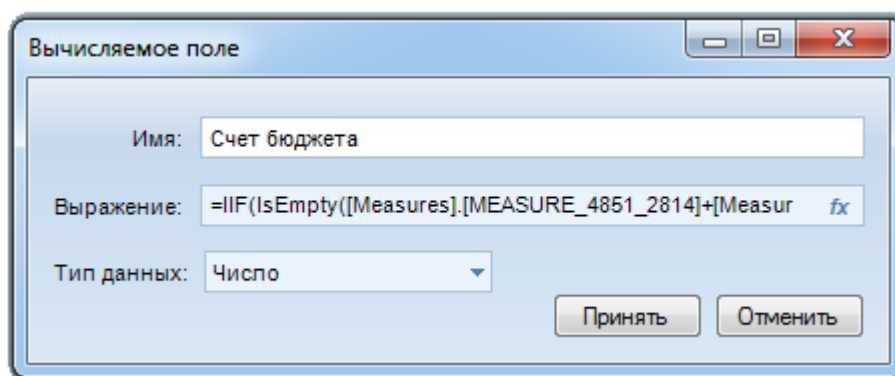 Вычисляемое поле
Имя: Счет бюджета
Выражение: =IIF(IsEmpty([Measures].[MEASURE_4851_2814]+[Measur fx
Тип данных: Число
Принять Отменить